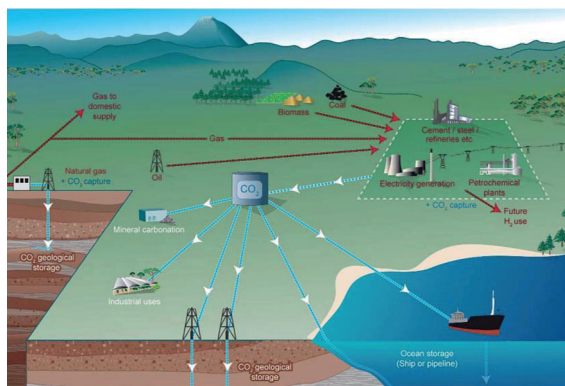 Gas to
domestic
supply
Coal
Biomass
Cement / steel /
refineries etc
Gas
Natural gas
+ CO₂ capture
Oil
CO₂
Electricity generation
Petrochemical
plants
+ CO₂ capture
Future
H₂ use
Mineral carbonation
CO₂ geological
storage
Industrial uses
Ocean storage
(Ship or pipeline)
CO₂ geological
storage